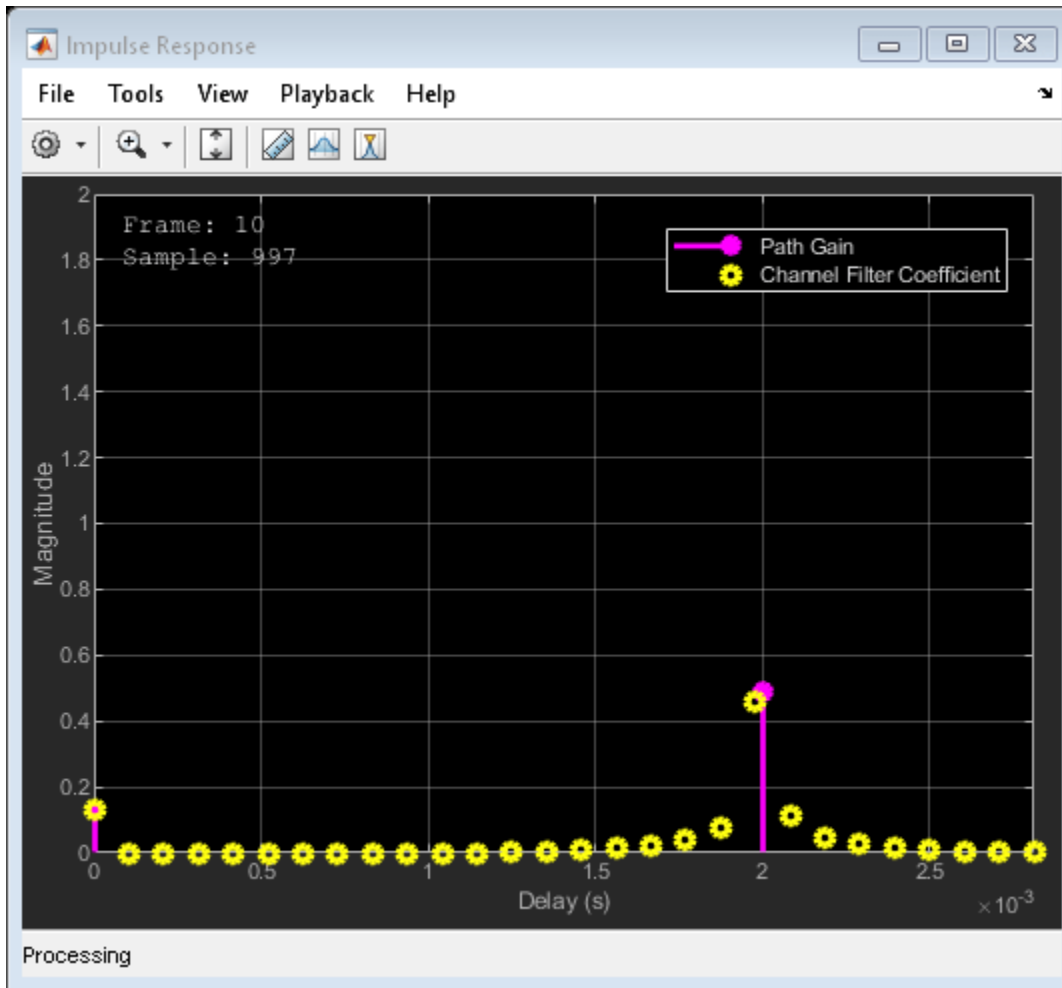 Impulse Response
File Tools View Playback Help
Frame: 10
Sample: 997
Path Gain
Channel Filter Coefficient
2
1.8
1.6
1.4
1.2
1
0.8
0.6
0.4
0.2
0
Magnitude
0 0.5 1 1.5 2 2.5
Delay (s)
×10⁻³
Processing